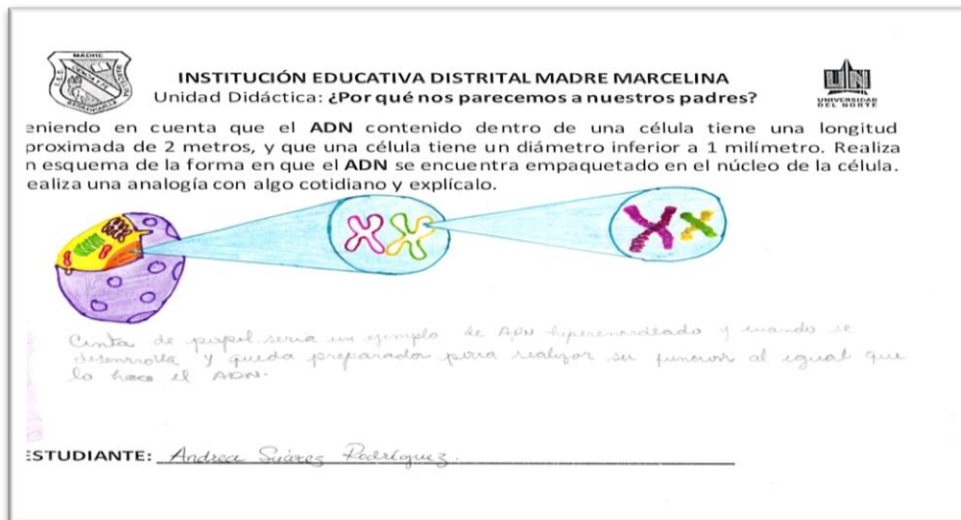 MADRE
MARCELINA
INSTITUCIÓN EDUCATIVA DISTRITAL MADRE MARCELINA
Unidad Didáctica: ¿Por qué nos parecemos a nuestros padres?
UN
UNIVERSIDAD
DEL NORTE
eniendo en cuenta que el ADN contenido dentro de una célula tiene una longitud
proximada de 2 metros, y que una célula tiene un diámetro inferior a 1 milímetro. Realiza
n esquema de la forma en que el ADN se encuentra empaquetado en el núcleo de la célula.
ealiza una analogía con algo cotidiano y explícalo.
Cinta de papel. seria un ejemplo de ADN y cuando se
desenrolla y queda preparada para realizar su función al igual que
lo hace el ADN.
ESTUDIANTE: Andrea Suárez Rodríguez.